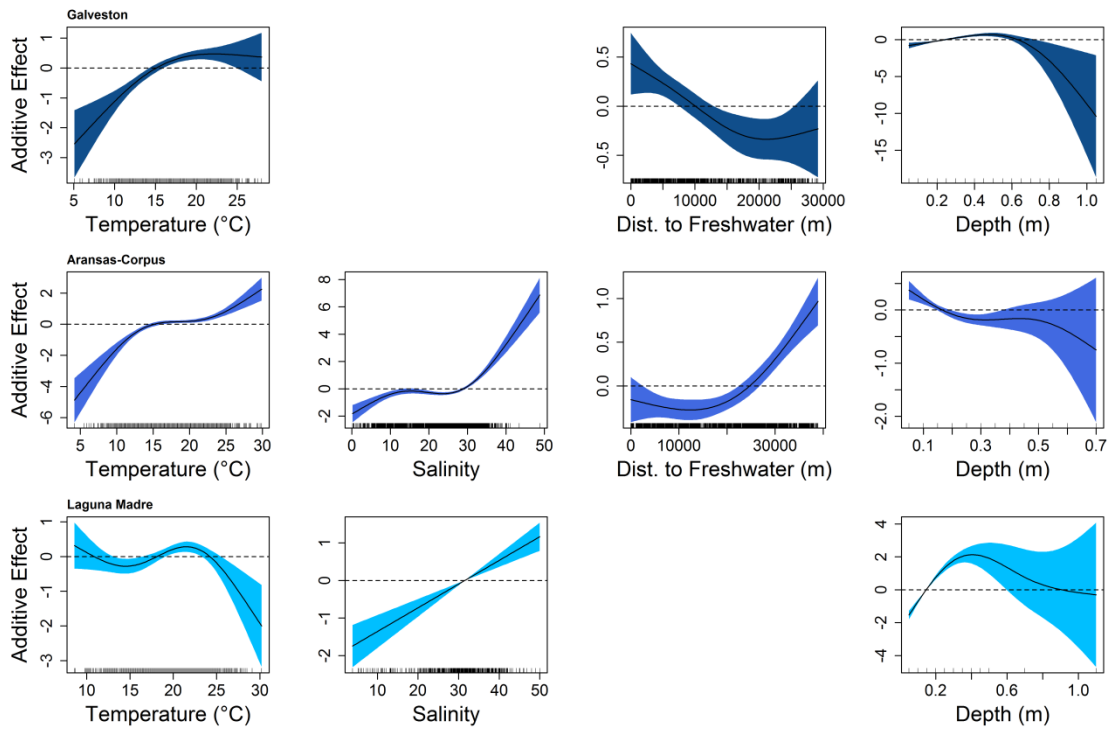 Galveston
Additive Effect
1
0
-1
-2
-3
5 10 15 20 25
Temperature (°C)
0.5
0.0
-0.5
0 10000 20000 30000
Dist. to Freshwater (m)
0
-5
-10
-15
0.2 0.4 0.6 0.8 1.0
Depth (m)
Aransas-Corpus
Additive Effect
2
0
-2
-4
-6
5 10 15 20 25 30
Temperature (°C)
8
6
4
2
0
-2
0 10 20 30 40 50
Salinity
1.0
0.5
0.0
0 10000 30000
Dist. to Freshwater (m)
0.0
-1.0
-2.0
0.1 0.3 0.5 0.7
Depth (m)
Laguna Madre
Additive Effect
1
0
-1
-2
-3
10 15 20 25 30
Temperature (°C)
1
0
-1
-2
10 20 30 40 50
Salinity
4
2
0
-2
-4
0.2 0.6 1.0
Depth (m)